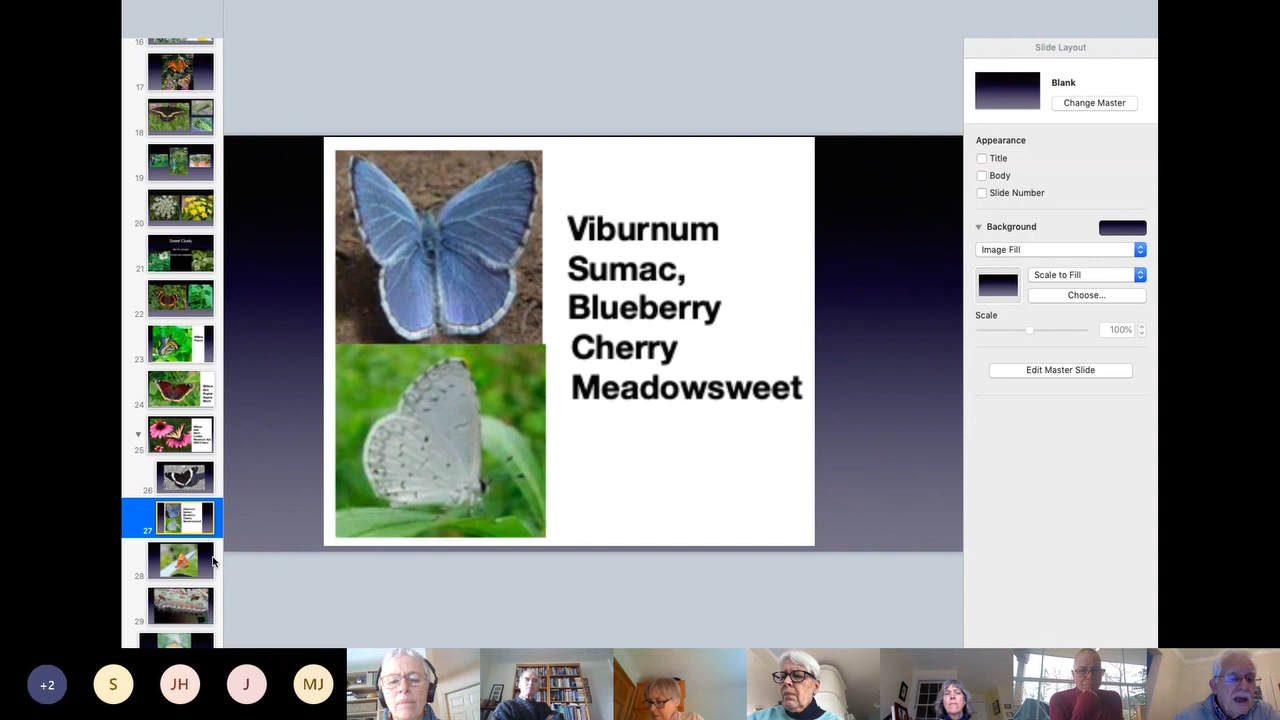 16
17
18
19
20
Sweet Cicely
21
22
23
24
25
26
27
28
29
Viburnum
Sumac,
Blueberry
Cherry
Meadowsweet
Slide Layout
Blank
Change Master
Appearance
Title
Body
Slide Number
Background
Image Fill
Scale to Fill
Choose...
Scale
100%
Edit Master Slide
+2
S
JH
J
MJ